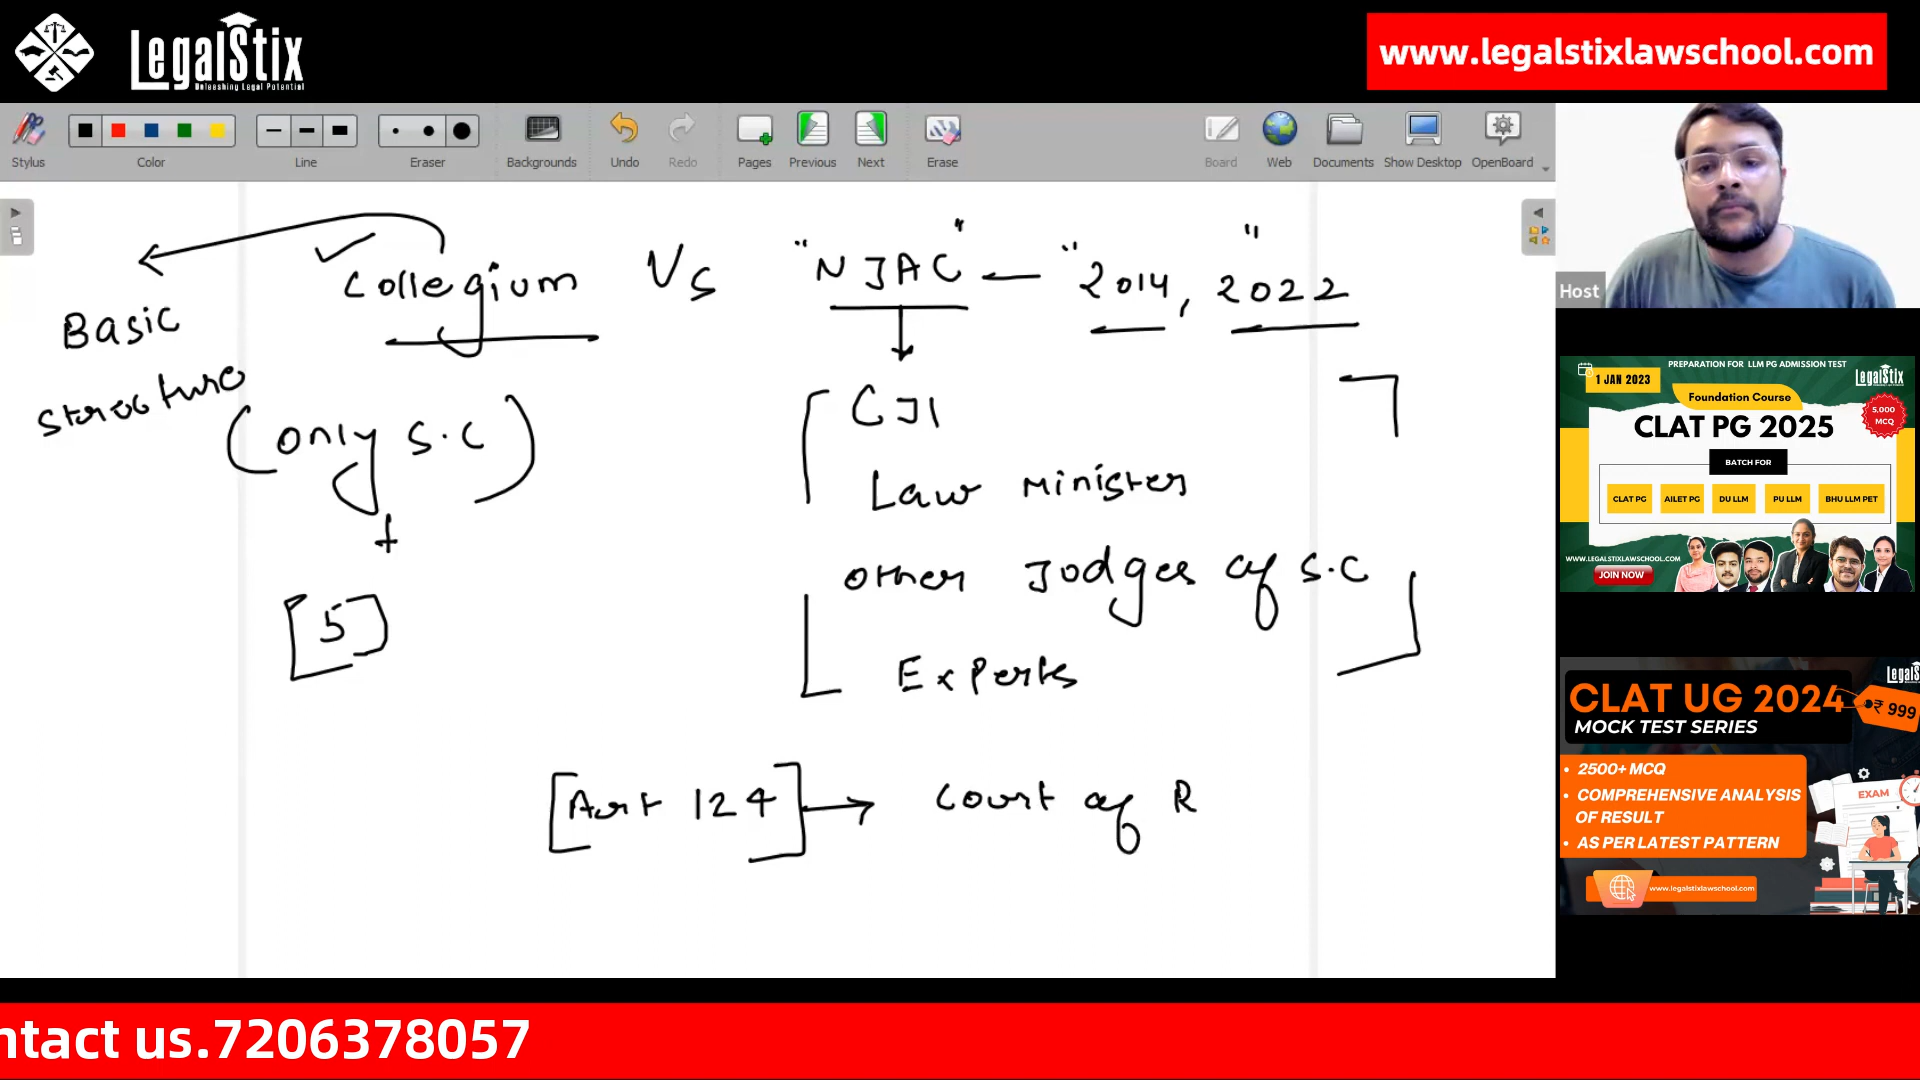 LegalStix
Unleashing Legal Potential
www.legalstixlawschool.com
Stylus
Color
Line
Eraser
Backgrounds
Undo
Redo
Pages
Previous
Next
Erase
Board
Web
Documents
Show Desktop
OpenBoard
Collegium Vs "NJAC" "2014, 2022"
Basic
structure
(only S.C)
+
[5]
CJI
Law Minister
other Judges of S.C
Experts
[Art 124] → Court of R
Host
PREPARATION FOR LLM PG ADMISSION TEST
1 JAN 2023
LegalStix
Foundation Course
5,000
MCQ
CLAT PG 2025
BATCH FOR
CLAT PG
AILET PG
DU LLM
PU LLM
BHU LLM PET
WWW.LEGALSTIXLAWSCHOOL.COM
JOIN NOW
CLAT UG 2024
₹ 999
MOCK TEST SERIES
• 2500+ MCQ
• COMPREHENSIVE ANALYSIS
OF RESULT
• AS PER LATEST PATTERN
EXAM
www.legalstixlawschool.com
ntact us.7206378057